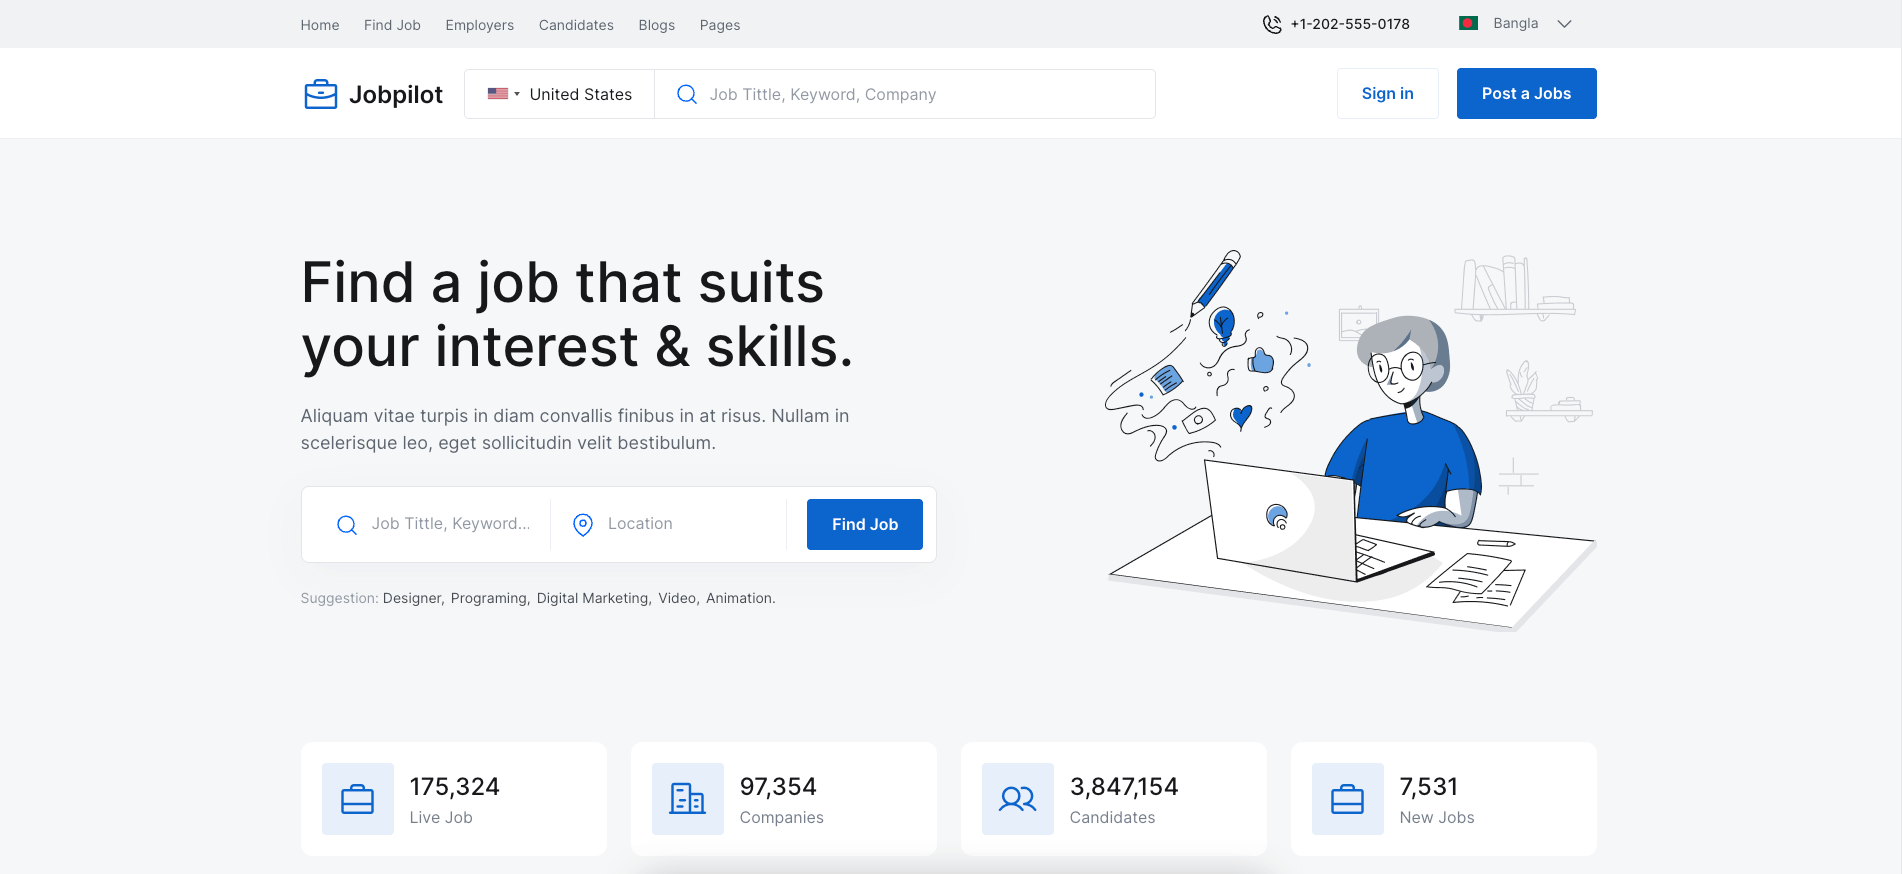 Home Find Job Employers Candidates Blogs Pages +1-202-555-0178 Bangla
Jobpilot United States Job Tittle, Keyword, Company Sign in Post a Jobs
Find a job that suits
your interest & skills.
Aliquam vitae turpis in diam convallis finibus in at risus. Nullam in
scelerisque leo, eget sollicitudin velit bestibulum.
Job Tittle, Keyword... Location Find Job
Suggestion: Designer, Programing, Digital Marketing, Video, Animation.
175,324 97,354 3,847,154 7,531
Live Job Companies Candidates New Jobs